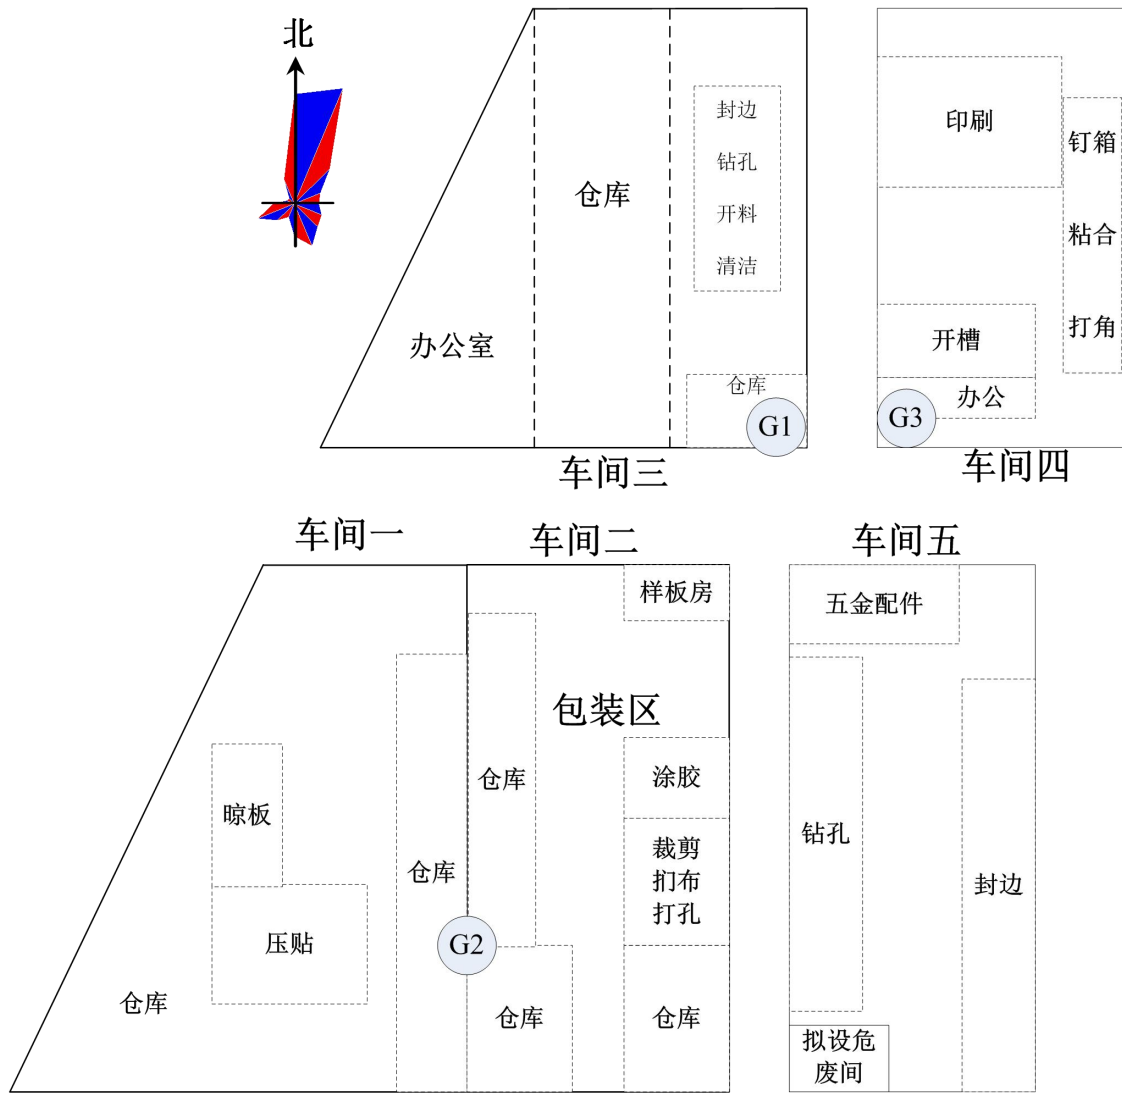 北
仓库
办公室
封边
钻孔
开料
清洁
仓库
G1
车间三
印刷
钉箱
粘合
打角
开槽
办公
G3
车间四
车间一
晾板
压贴
仓库
仓库
G2
车间二
样板房
包装区
仓库
涂胶
裁剪
扪布
打孔
仓库
仓库
车间五
五金配件
钻孔
封边
拟设危
废间